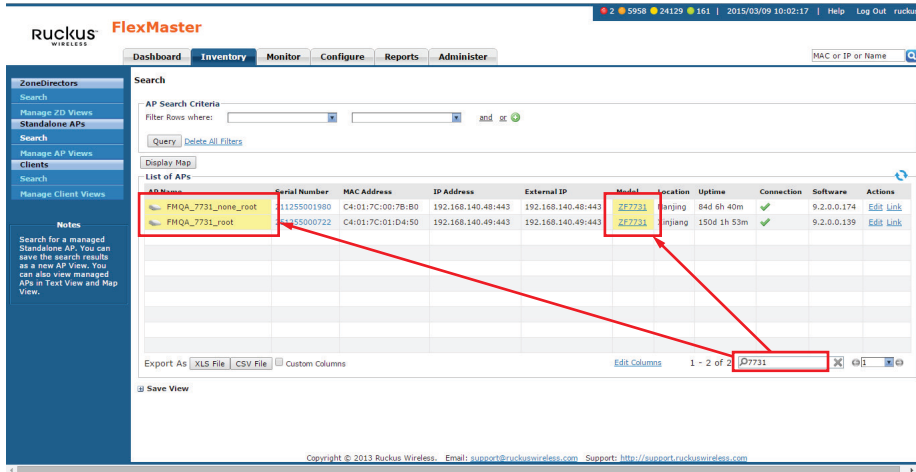 2 5958 24129 161 | 2015/03/09 10:02:17 | Help Log Out ruckus
Ruckus WIRELESS FlexMaster
Dashboard Inventory Monitor Configure Reports Administer MAC or IP or Name
ZoneDirectors
Search
Manage ZD Views
Standalone APs
Search
Manage AP Views
Clients
Search
Manage Client Views
Notes
Search for a managed
Standalone AP. You can
save the search results
as a new AP View. You
can also view managed
APs in Text View and Map
View.
Search
AP Search Criteria
Filter Rows where: and or
Query Delete All Filters
Display Map
List of APs
AP Name Serial Number MAC Address IP Address External IP Model Location Uptime Connection Software Actions
FMQA_7731_none_root 211255001980 C4:01:7C:00:7B:B0 192.168.140.48:443 192.168.140.48:443 ZF7731 Nanjing 84d 6h 40m 9.2.0.0.174 Edit Link
FMQA_7731_root C4:01:7C:01:D4:50 192.168.140.49:443 192.168.140.49:443 ZF7731 Xinjiang 150d 1h 53m 9.2.0.0.139 Edit Link
Export As XLS File CSV File Custom Columns Edit Columns 1 - 2 of 2 7731 1
Save View
Copyright © 2013 Ruckus Wireless. Email: support@ruckuswireless.com Support: http://support.ruckuswireless.com